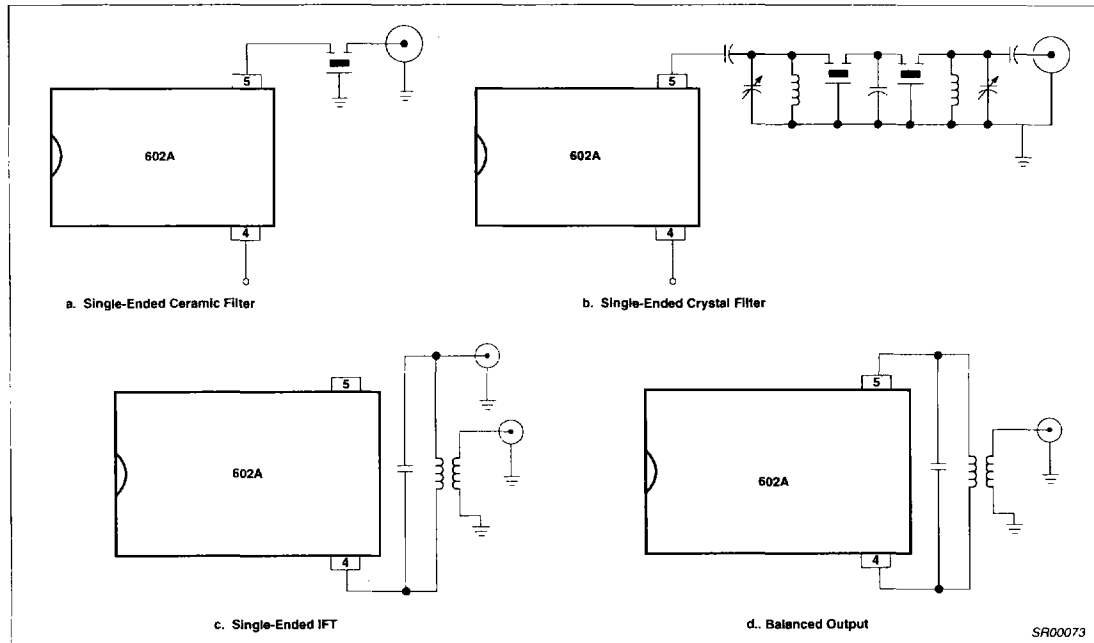 5
602A
4
a. Single-Ended Ceramic Filter
5
602A
4
b. Single-Ended Crystal Filter
5
602A
4
c. Single-Ended IFT
5
602A
4
d.. Balanced Output
SR00073